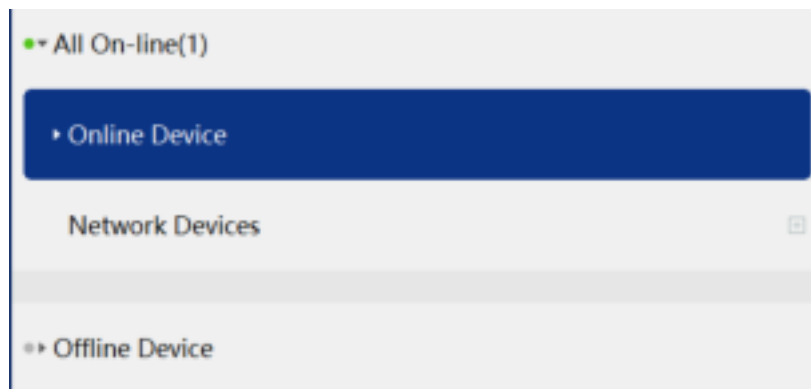 All On-line(1)
Online Device
Network Devices
Offline Device